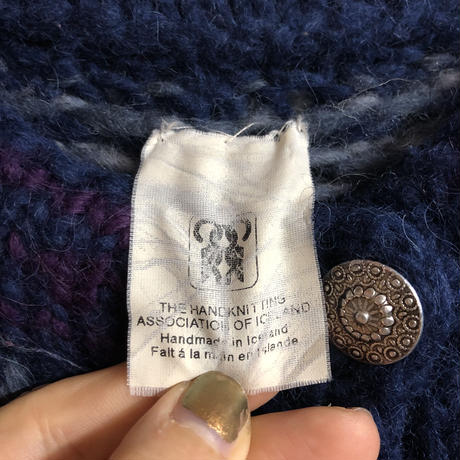 THE HANDKNITTING
ASSOCIATION OF ICELAND
Handmade in Iceland
Fait á la main en Islande